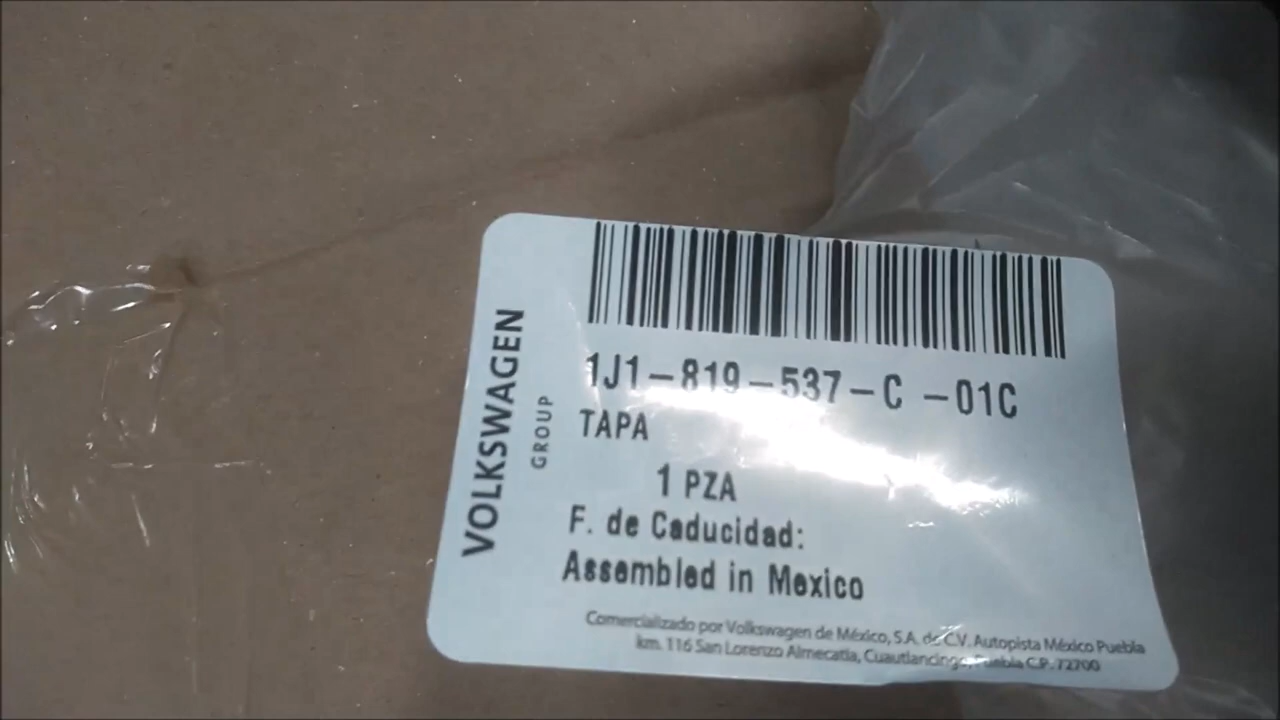 VOLKSWAGEN
GROUP
1J1-819-537-C -01C
TAPA
1 PZA
F. de Caducidad:
Assembled in Mexico
Comercializado por Volkswagen de México, S.A. de C.V. Autopista México Puebla
km. 116 San Lorenzo Almecatla, Cuautlancingo, Puebla C.P. 72700